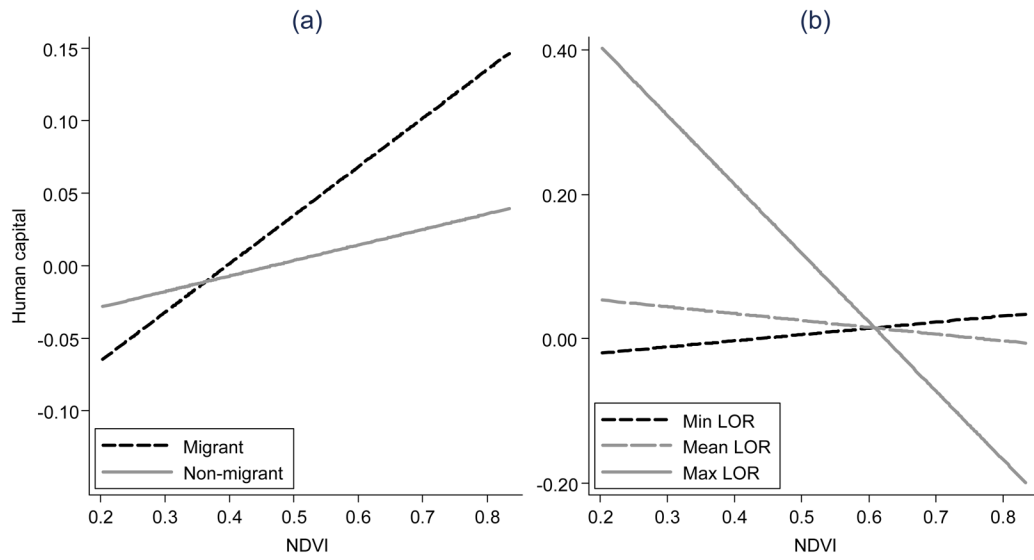 (a)
Human capital
0.15
0.10
0.05
0.00
-0.05
-0.10
Migrant
Non-migrant
0.2 0.3 0.4 0.5 0.6 0.7 0.8
NDVI
(b)
0.40
0.20
0.00
-0.20
Min LOR
Mean LOR
Max LOR
0.2 0.3 0.4 0.5 0.6 0.7 0.8
NDVI